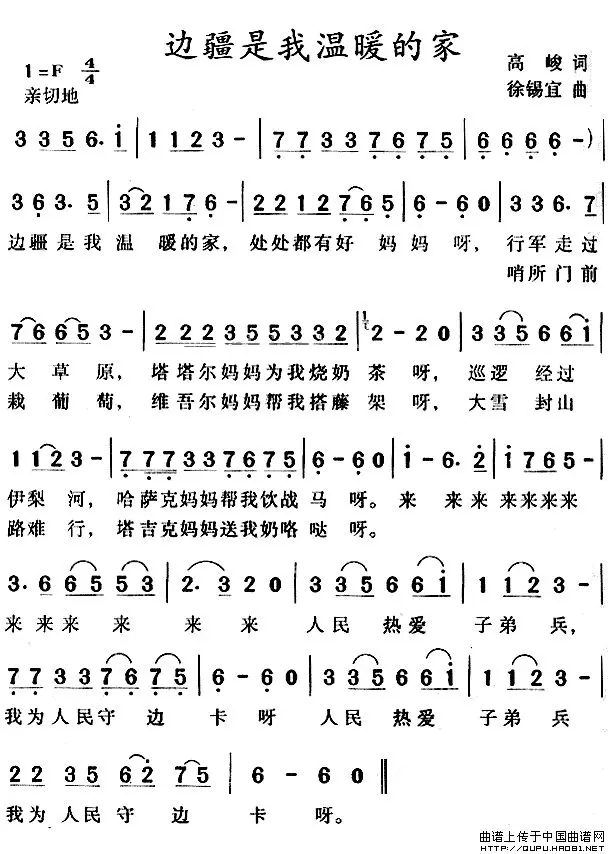 边疆是我温暖的家
1=F 4/4
高峻 词
亲切地
徐锡宜 曲
3 3 5 6. i | 1 1 2 3 - | 7 7 3 3 7 6 7 5 | 6 6 6 6 - )
3 6 3. 5 | 3 2 1 7 6 - | 2 2 1 2 7 6 5 | 6 - 6 0 | 3 3 6. 7
边疆是我 温 暖的家, 处处都有好 妈 妈 呀, 行军走过
哨所门前
7 6 6 5 3 - | 2 2 2 3 5 5 3 3 2 | 2 - 2 0 | 3 3 5 6 6 i
大 草 原, 塔塔尔妈妈为我烧奶 茶 呀, 巡逻 经过
栽 葡 萄, 维吾尔妈妈帮我搭藤 架 呀, 大雪 封山
1 1 2 3 - | 7 7 7 3 3 7 6 7 5 | 6 - 6 0 | i - 6. 2 | i 7 6 5 -
伊犁 河, 哈萨克妈妈帮我饮战 马 呀。 来 来 来 来来来来
路难 行, 塔吉克妈妈送我奶咯 哒 呀。
3. 6 6 5 5 3 | 2. 3 2 0 | 3 3 5 6 6 i | 1 1 2 3 -
来 来来 来 来 来 人民 热爱 子弟 兵,
7 7 3 3 7 6 7 5 | 6 - 6 0 | 3 3 5 6 6 i | 1 1 2 3 -
我为人民守 边 卡 呀 人民 热爱 子弟 兵
2 2 3 5 6 2 7 5 | 6 - 6 0 ‖
我为 人民 守 边 卡 呀。
曲谱上传于中国曲谱网
HTTP://QUPU.HAO81.NET